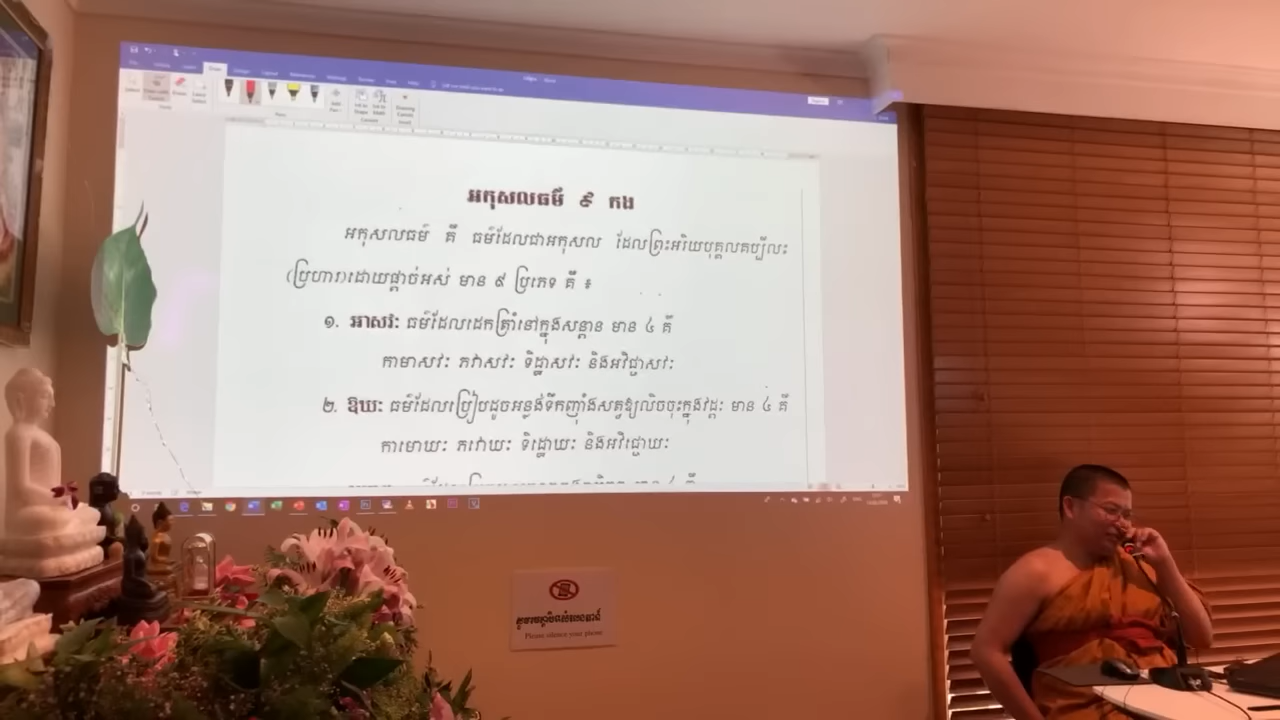 អកុសលធម៌ ៩ កង
អកុសលធម៌ គឺ ធម៌ដែលជាអកុសល ដែលព្រះអរិយបុគ្គលគប្បីលះ
(ប្រហារ)ដោយផ្តាច់អស់ មាន ៩ ប្រភេទ គឺ ៖
១. អាសវៈ ធម៌ដែលដេកត្រាំនៅក្នុងសន្តាន មាន ៤ គឺ
កាមាសវៈ ភវាសវៈ ទិដ្ឋាសវៈ និងអវិជ្ជាសវៈ
២. ឱឃៈ ធម៌ដែលប្រៀបដូចអន្លង់ទឹកញ៉ាំងសត្វឱ្យលិចចុះក្នុងវដ្តៈ មាន ៤ គឺ
កាមោឃៈ ភវោឃៈ ទិដ្ឋោឃៈ និងអវិជ្ជោឃៈ
Please silence your phone